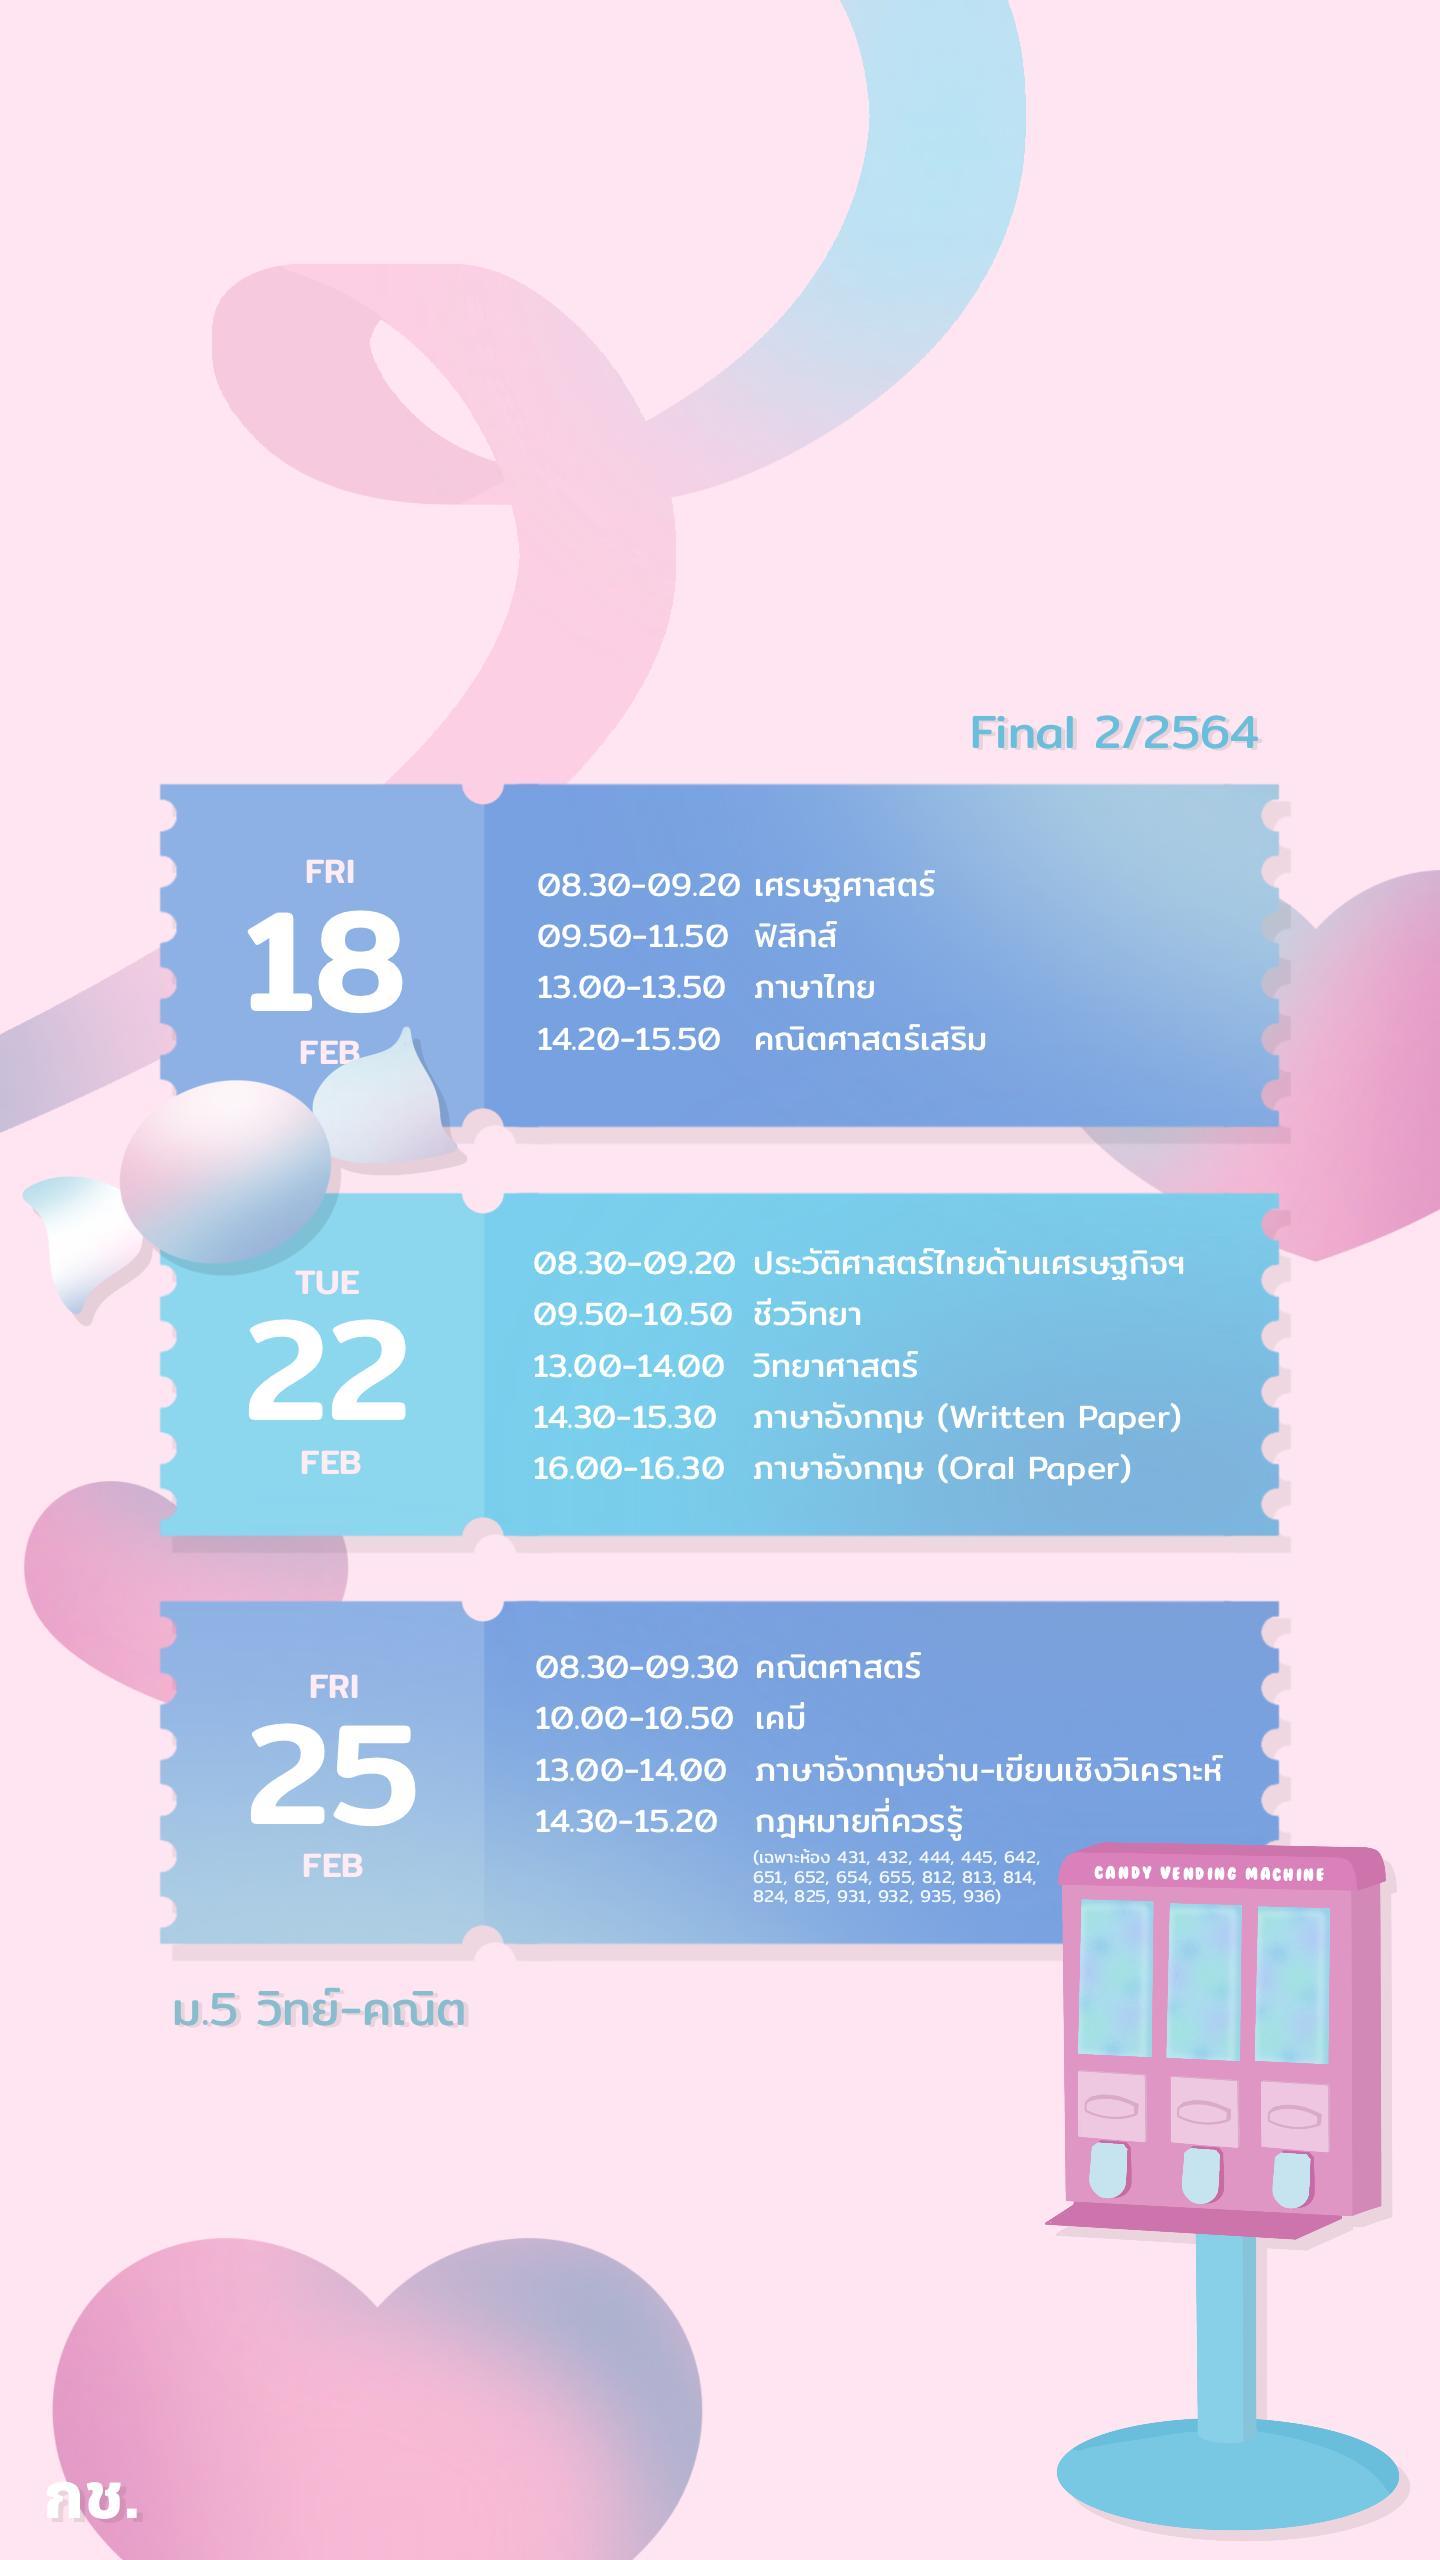 Final 2/2564
FRI
18
FEB
08.30-09.20 เศรษฐศาสตร์
09.50-11.50 ฟิสิกส์
13.00-13.50 ภาษาไทย
14.20-15.50 คณิตศาสตร์เสริม
TUE
22
FEB
08.30-09.20 ประวัติศาสตร์ไทยด้านเศรษฐกิจฯ
09.50-10.50 ชีววิทยา
13.00-14.00 วิทยาศาสตร์
14.30-15.30 ภาษาอังกฤษ (Written Paper)
16.00-16.30 ภาษาอังกฤษ (Oral Paper)
FRI
25
FEB
08.30-09.30 คณิตศาสตร์
10.00-10.50 เคมี
13.00-14.00 ภาษาอังกฤษอ่าน-เขียนเชิงวิเคราะห์
14.30-15.20 กฎหมายที่ควรรู้
(เฉพาะห้อง 431, 432, 444, 445, 642,
651, 652, 654, 655, 812, 813, 814,
824, 825, 931, 932, 935, 936)
CANDY VENDING MACHINE
ม.5 วิทย์-คณิต
กช.